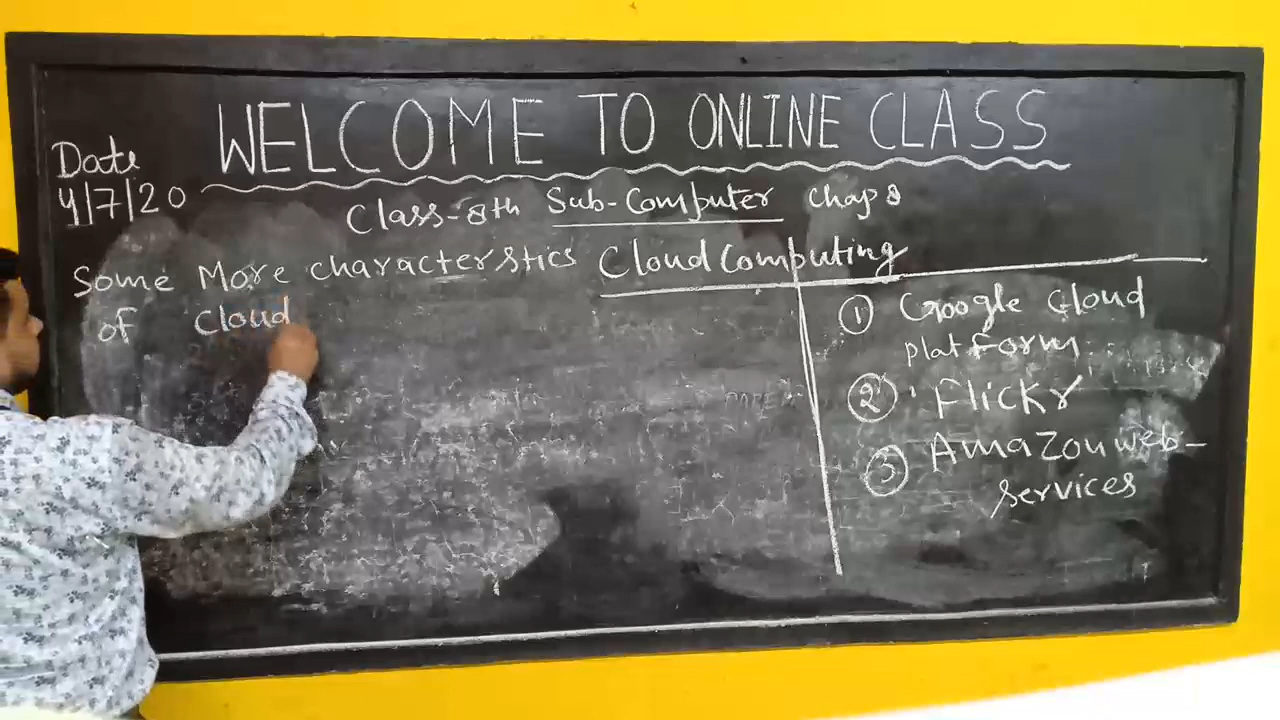 WELCOME TO ONLINE CLASS
Date
4/7/20
Class-8th Sub-Computer Chap 8
Some More characterstics Cloud Computing
of Cloud
① Google Cloud
platform
② Flickr
③ Amazon web-
services